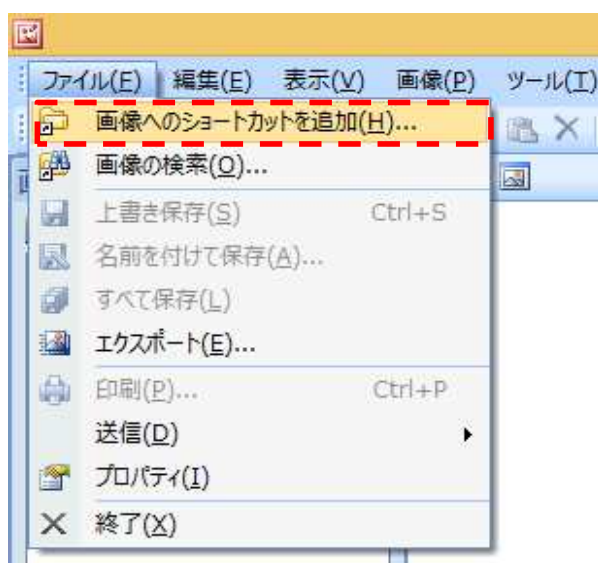 ファイル(F) 編集(E) 表示(V) 画像(P) ツール(T)
画像へのショートカットを追加(H)...
画像の検索(O)...
上書き保存(S) Ctrl+S
名前を付けて保存(A)...
すべて保存(L)
エクスポート(E)...
印刷(P)... Ctrl+P
送信(D)
プロパティ(I)
終了(X)